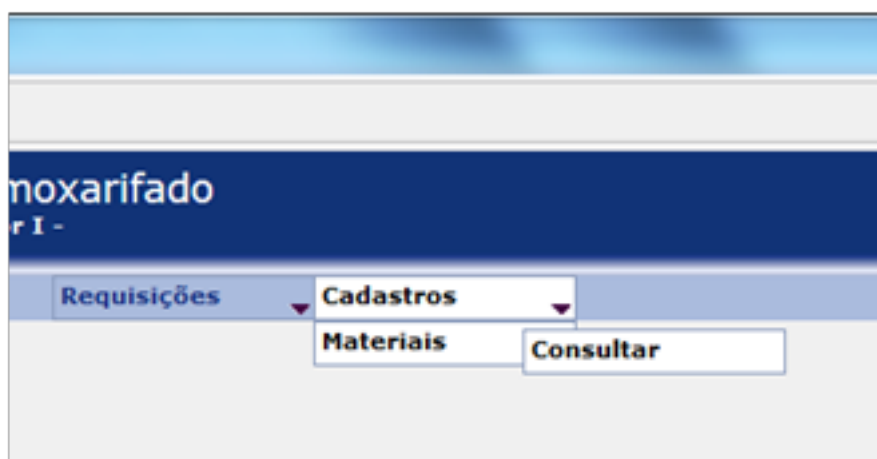 moxarifado
r I -
Requisições
Cadastros
Materiais
Consultar